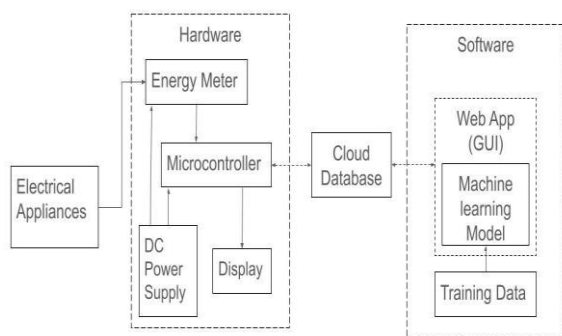 Hardware
Software
Energy Meter
Web App
(GUI)
Microcontroller
Cloud
Database
Electrical
Appliances
Machine
learning
Model
DC
Power
Supply
Display
Training Data